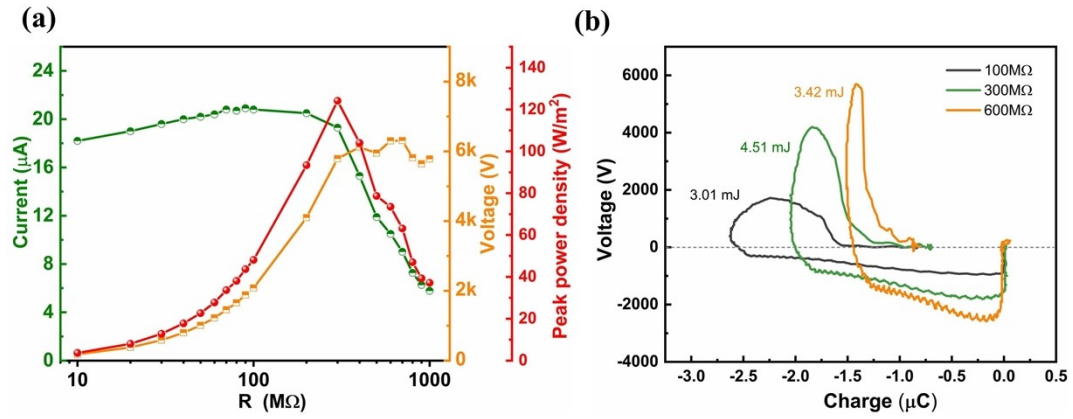 (a)
24
20
16
12
8
4
0
Current (μA)
10
100
1000
R (MΩ)
8k
6k
4k
2k
0
Voltage (V)
140
120
100
80
60
40
20
0
Peak power density (W/m²)
(b)
6000
4000
2000
0
-2000
-4000
Voltage (V)
3.42 mJ
4.51 mJ
3.01 mJ
100MΩ
300MΩ
600MΩ
-3.0
-2.5
-2.0
-1.5
-1.0
-0.5
0.0
0.5
Charge (μC)